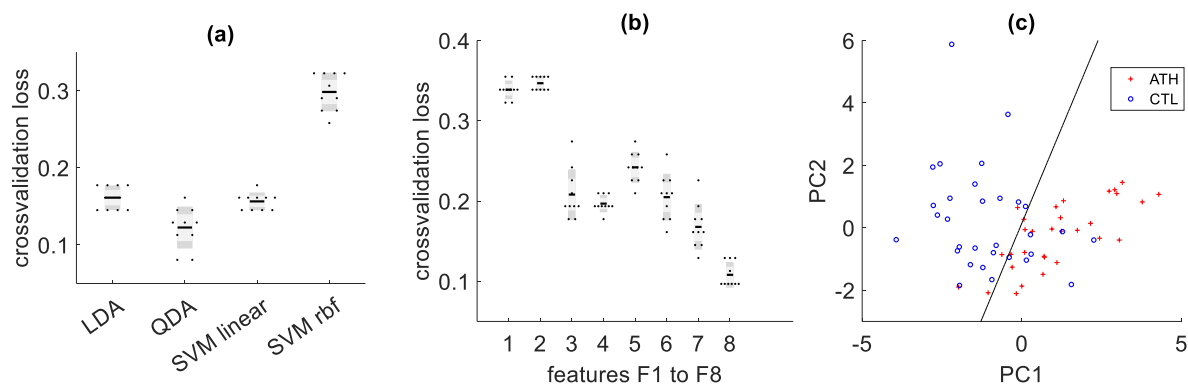 (a)
crossvalidation loss
0.3
0.2
0.1
LDA
QDA
SVM linear
SVM rbf
(b)
crossvalidation loss
0.4
0.3
0.2
0.1
1 2 3 4 5 6 7 8
features F1 to F8
(c)
PC2
6
4
2
0
-2
-5 0 5
PC1
ATH
CTL